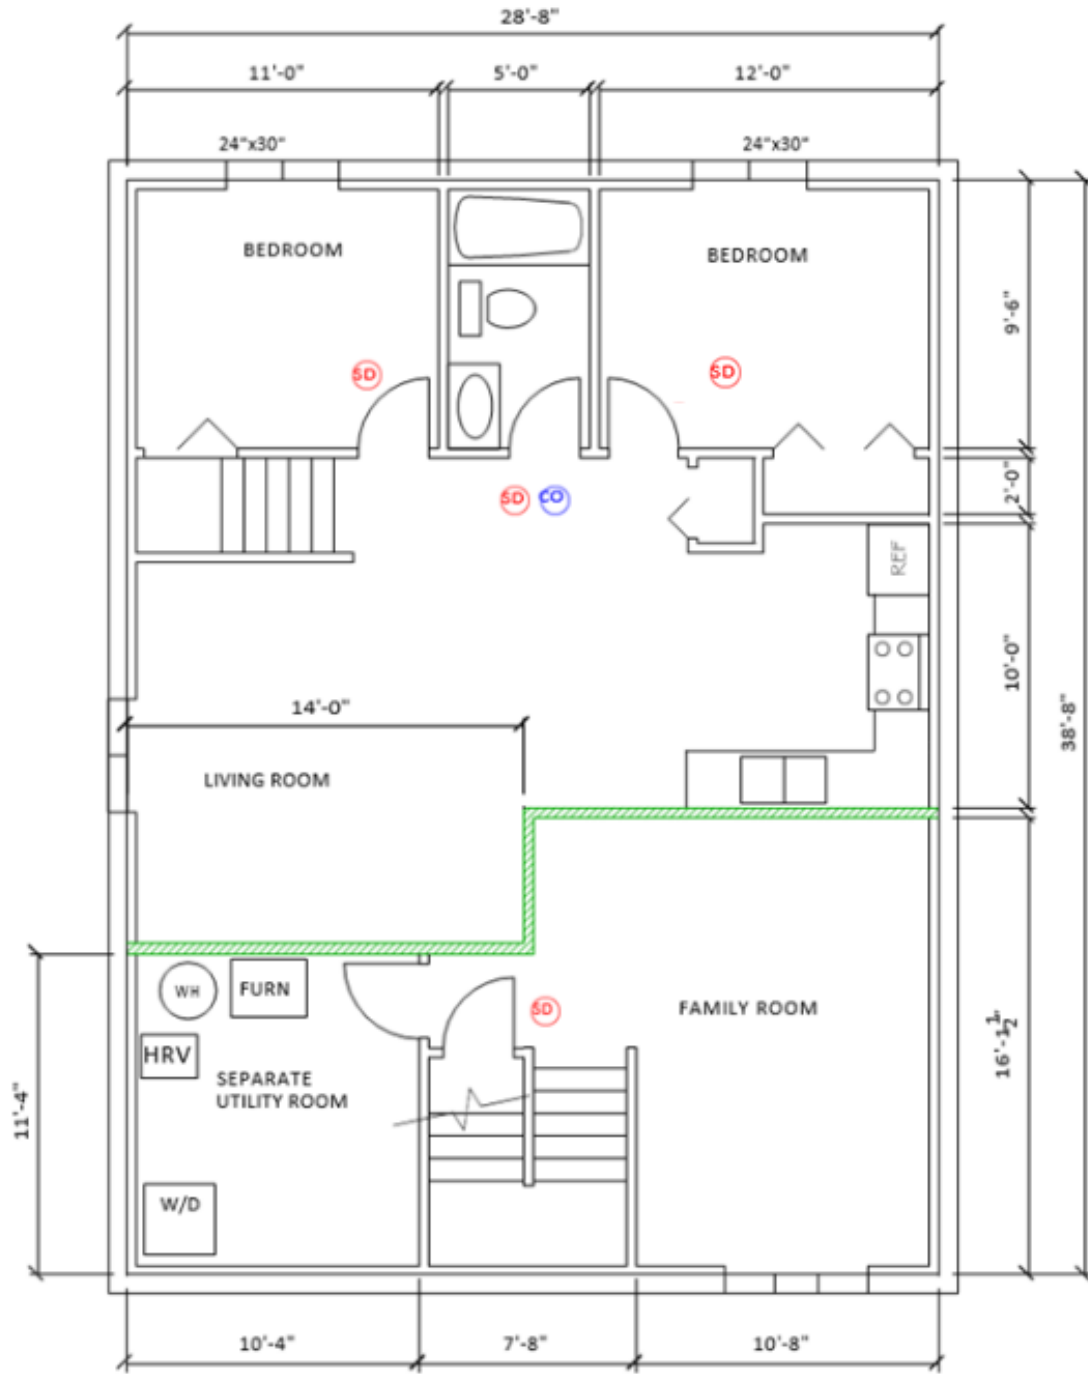 28'-8"
11'-0"
5'-0"
12'-0"
24"x30"
24"x30"
BEDROOM
BEDROOM
9'-6"
SD
SD
SD
CO
2'-0"
REF
10'-0"
38'-8"
14'-0"
LIVING ROOM
WH
FURN
SD
FAMILY ROOM
HRV
SEPARATE
UTILITY ROOM
16'-1 1/2"
11'-4"
W/D
10'-4"
7'-8"
10'-8"